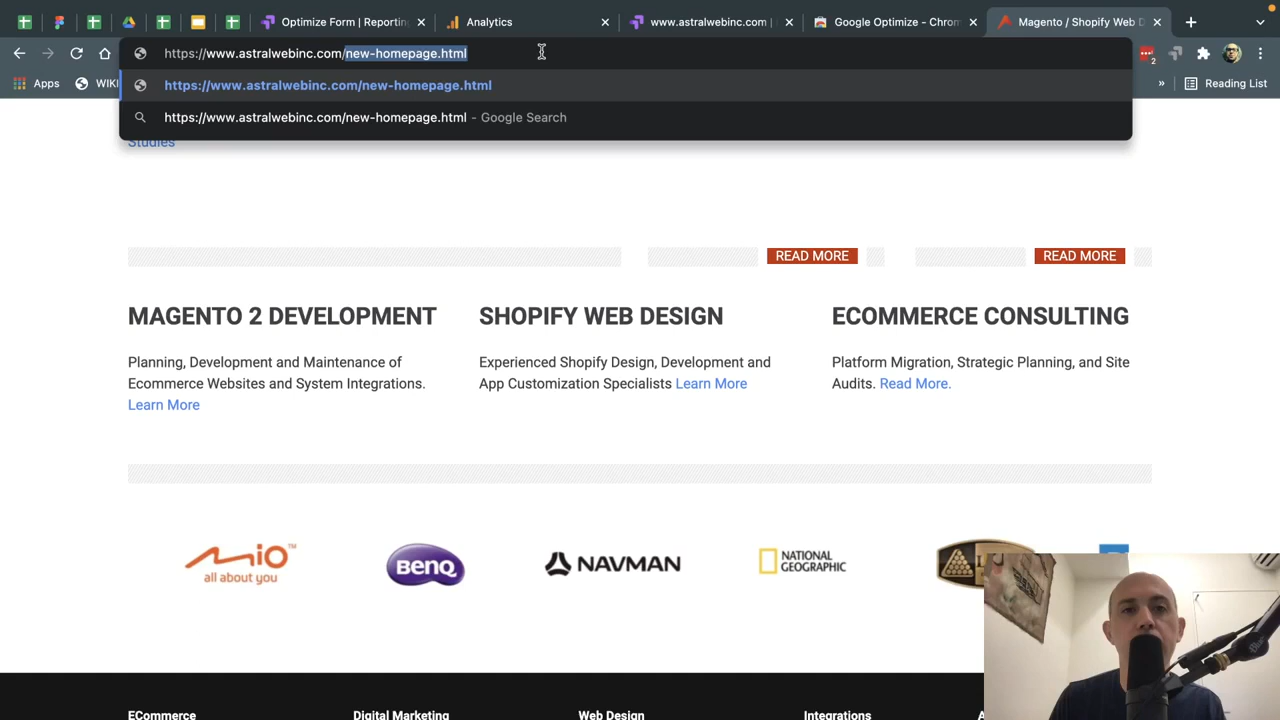 Optimize Form | Reporting
Analytics
www.astralwebinc.com |
Google Optimize - Chrom
Magento / Shopify Web D
https://www.astralwebinc.com/new-homepage.html
2
Apps
WIKI
https://www.astralwebinc.com/new-homepage.html
Reading List
https://www.astralwebinc.com/new-homepage.html - Google Search
Studies
READ MORE
READ MORE
MAGENTO 2 DEVELOPMENT
Planning, Development and Maintenance of
Ecommerce Websites and System Integrations.
Learn More
SHOPIFY WEB DESIGN
Experienced Shopify Design, Development and
App Customization Specialists Learn More
ECOMMERCE CONSULTING
Platform Migration, Strategic Planning, and Site
Audits. Read More.
mio™
all about you
BenQ
NAVMAN
NATIONAL
GEOGRAPHIC
ECommerce
Digital Marketing
Web Design
Integrations